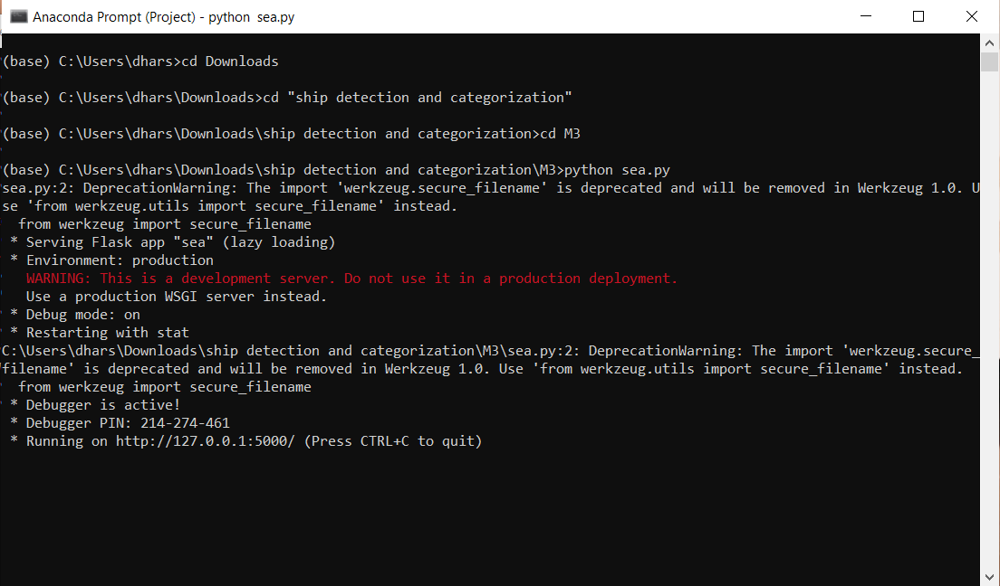 Anaconda Prompt (Project) - python  sea.py
(base) C:\Users\dhars>cd Downloads
(base) C:\Users\dhars\Downloads>cd "ship detection and categorization"
(base) C:\Users\dhars\Downloads\ship detection and categorization>cd M3
(base) C:\Users\dhars\Downloads\ship detection and categorization\M3>python sea.py
sea.py:2: DeprecationWarning: The import 'werkzeug.secure_filename' is deprecated and will be removed in Werkzeug 1.0. U
se 'from werkzeug.utils import secure_filename' instead.
  from werkzeug import secure_filename
 * Serving Flask app "sea" (lazy loading)
 * Environment: production
   WARNING: This is a development server. Do not use it in a production deployment.
   Use a production WSGI server instead.
 * Debug mode: on
 * Restarting with stat
C:\Users\dhars\Downloads\ship detection and categorization\M3\sea.py:2: DeprecationWarning: The import 'werkzeug.secure_
filename' is deprecated and will be removed in Werkzeug 1.0. Use 'from werkzeug.utils import secure_filename' instead.
  from werkzeug import secure_filename
 * Debugger is active!
 * Debugger PIN: 214-274-461
 * Running on http://127.0.0.1:5000/ (Press CTRL+C to quit)